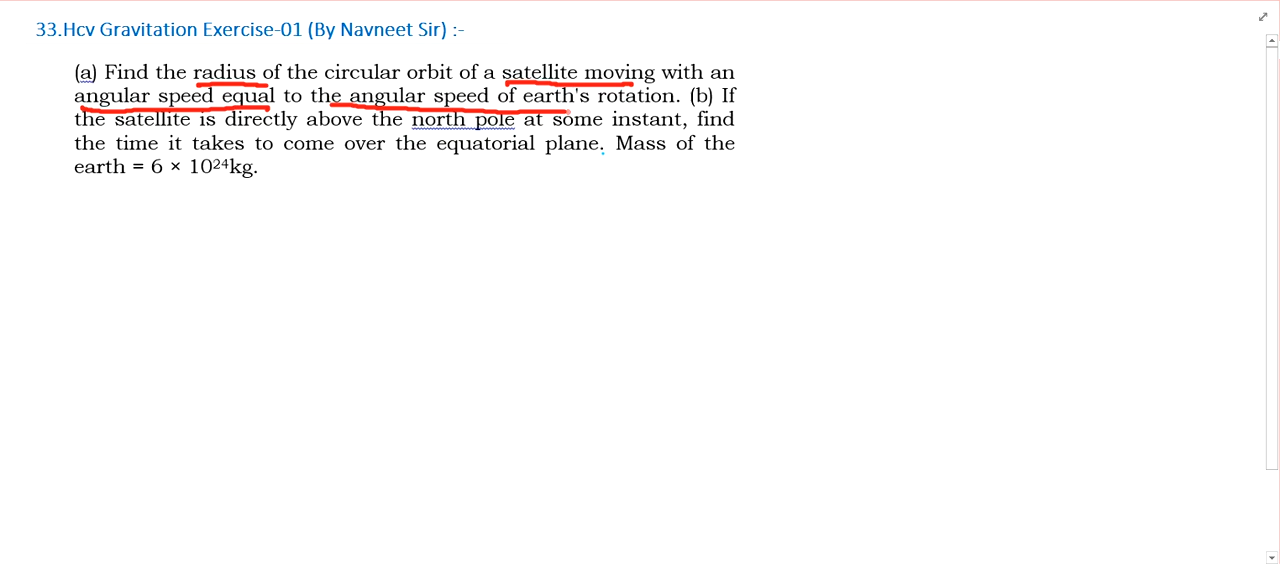 33.Hcv Gravitation Exercise-01 (By Navneet Sir) :-
(a) Find the radius of the circular orbit of a satellite moving with an
angular speed equal to the angular speed of earth's rotation. (b) If
the satellite is directly above the north pole at some instant, find
the time it takes to come over the equatorial plane. Mass of the
earth = 6 × 10²⁴kg.